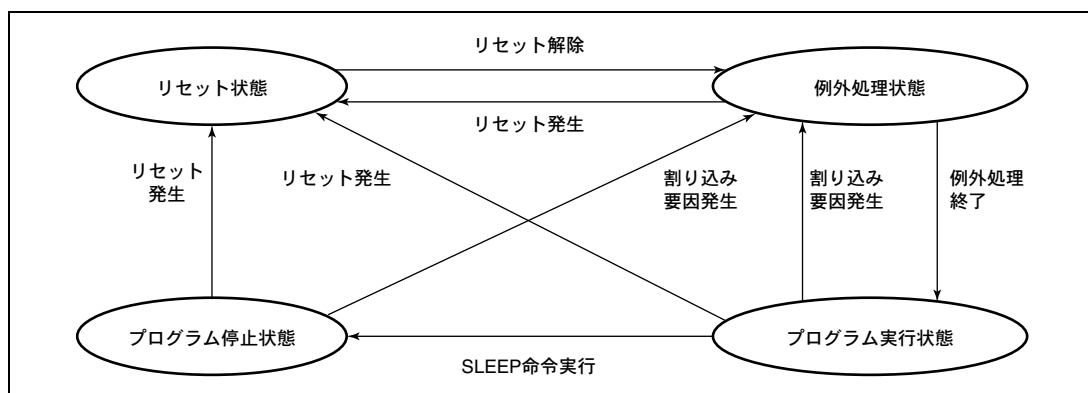 リセット解除
リセット状態
例外処理状態
リセット発生
リセット
発生
リセット発生
割り込み
要因発生
割り込み
要因発生
例外処理
終了
プログラム停止状態
プログラム実行状態
SLEEP命令実行